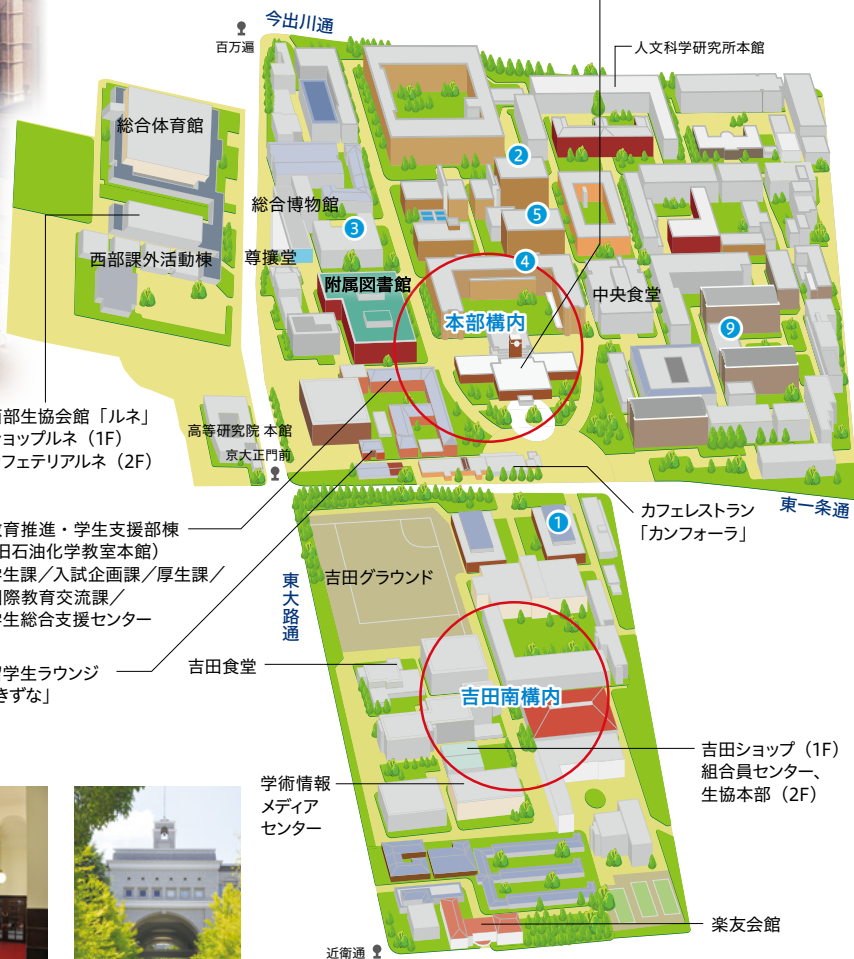 今出川通
百万遍
人文科学研究所本館
総合体育館
2
総合博物館
5
3
西部課外活動棟
尊攘堂
4
附属図書館
中央食堂
本部構内
9
部生協会館「ルネ」
ョップルネ（1F）
フェテリアルネ（2F）
高等研究院 本館
京大正門前
東一条通
カフェレストラン
「カンフォーラ」
育推進・学生支援部棟
旧石油化学教室本館）
生課／入試企画課／厚生課／
際教育交流課／
生総合支援センター
1
吉田グラウンド
東大路通
学生ラウンジ
きずな」
吉田食堂
吉田南構内
吉田ショップ（1F）
組合員センター、
生協本部（2F）
学術情報
メディア
センター
楽友会館
近衛通